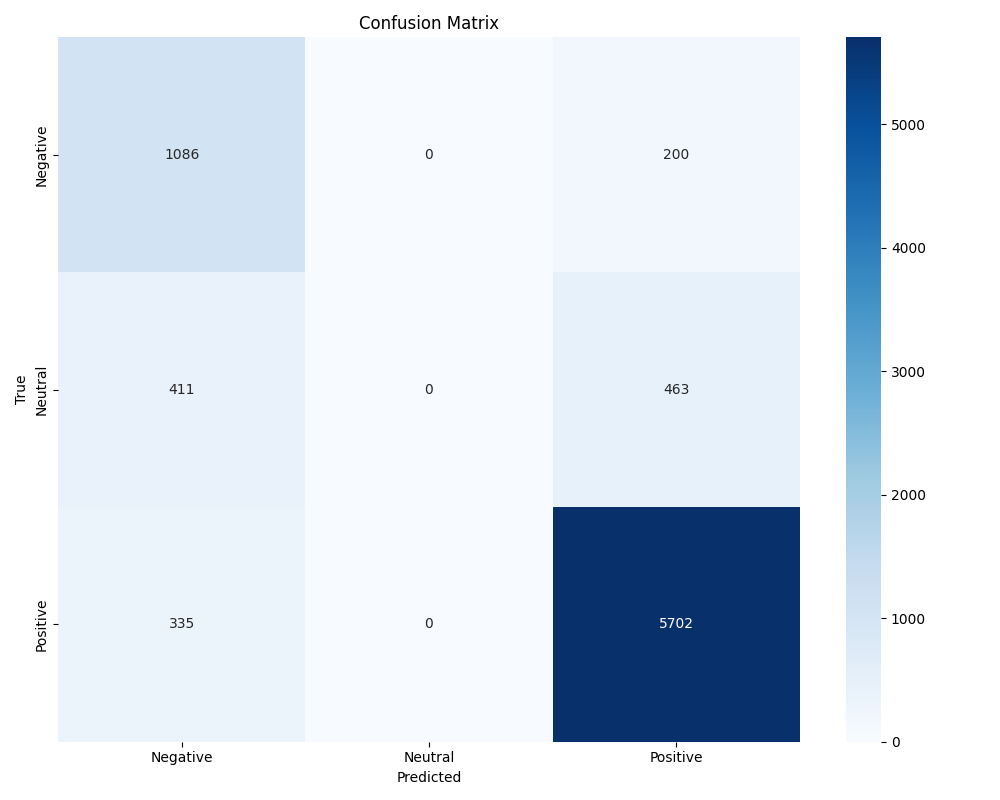 Confusion Matrix
Negative
1086
0
200
5000
4000
True
Neutral
411
0
463
3000
2000
Positive
335
0
5702
1000
0
Negative
Neutral
Positive
Predicted